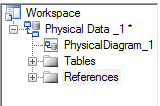 Workspace
Physical Data _1 *
PhysicalDiagram_1
Tables
References